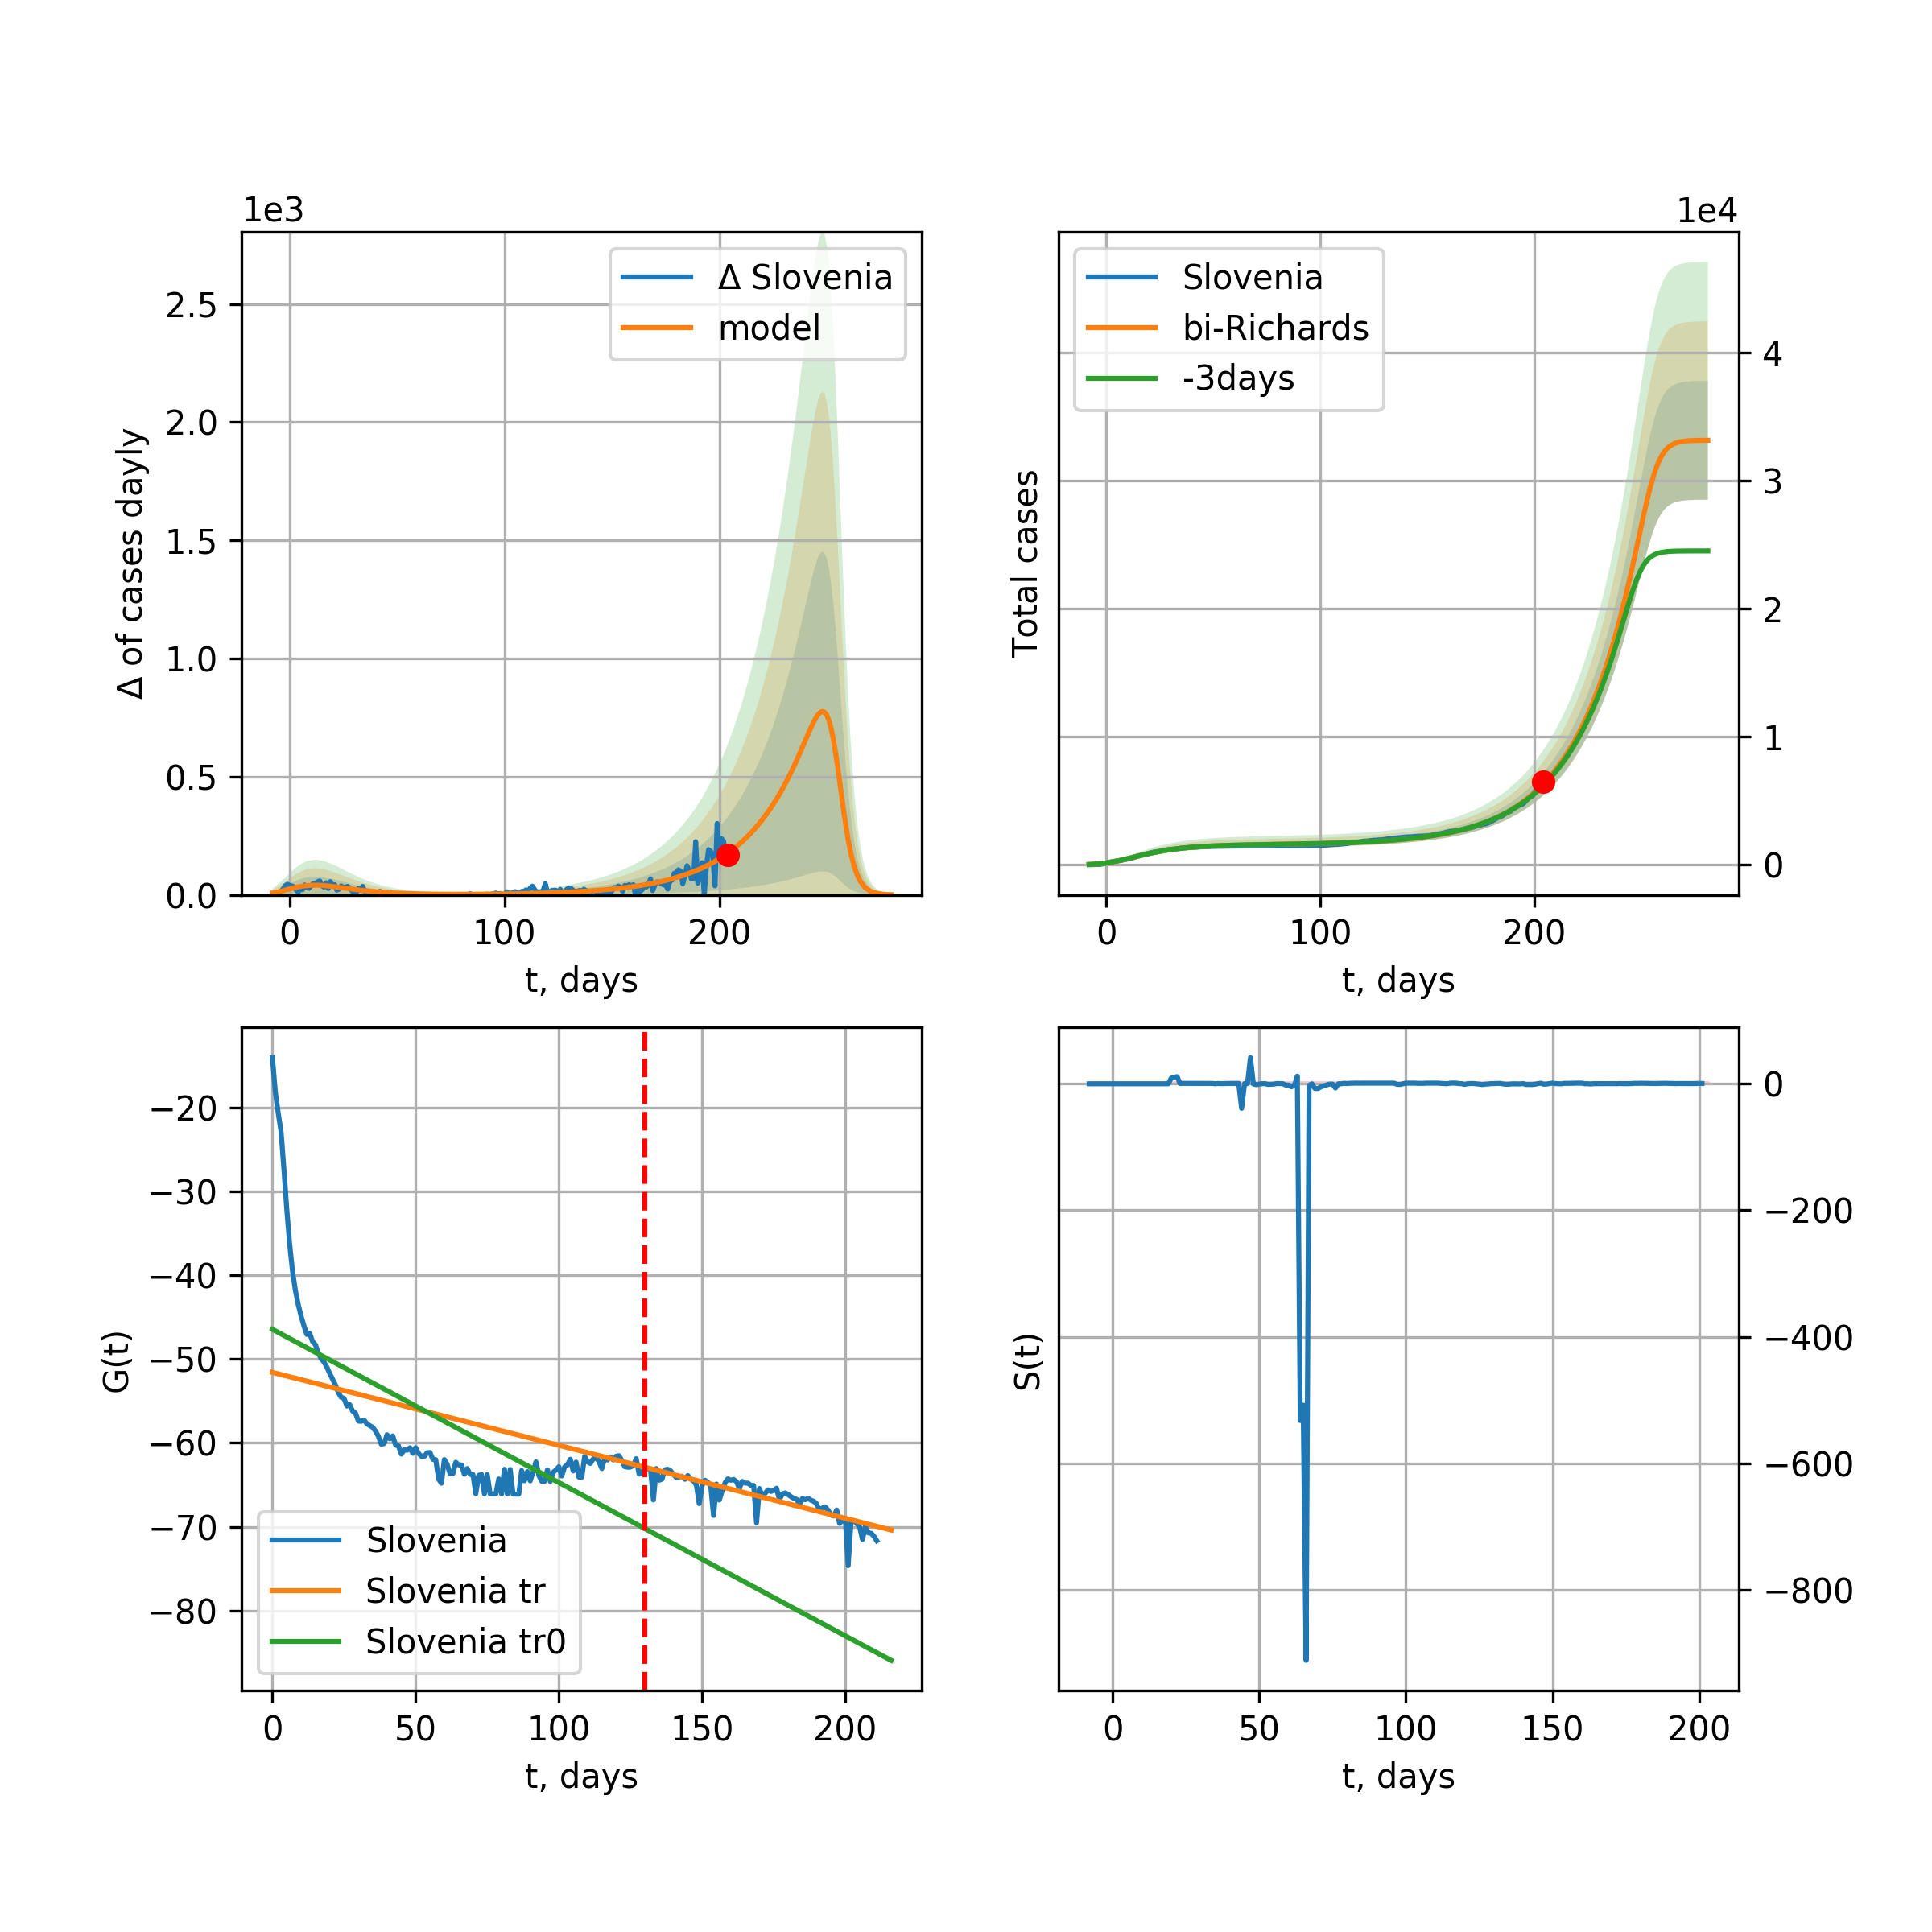 1e3
Δ of cases dayly
2.5
2.0
1.5
1.0
0.5
0.0
Δ Slovenia
model
0 100 200
t, days
1e4
Total cases
Slovenia
bi-Richards
-3days
4
3
2
1
0
0 100 200
t, days
G(t)
−20
−30
−40
−50
−60
−70
−80
Slovenia
Slovenia tr
Slovenia tr0
0 50 100 150 200
t, days
S(t)
0
−200
−400
−600
−800
0 50 100 150 200
t, days